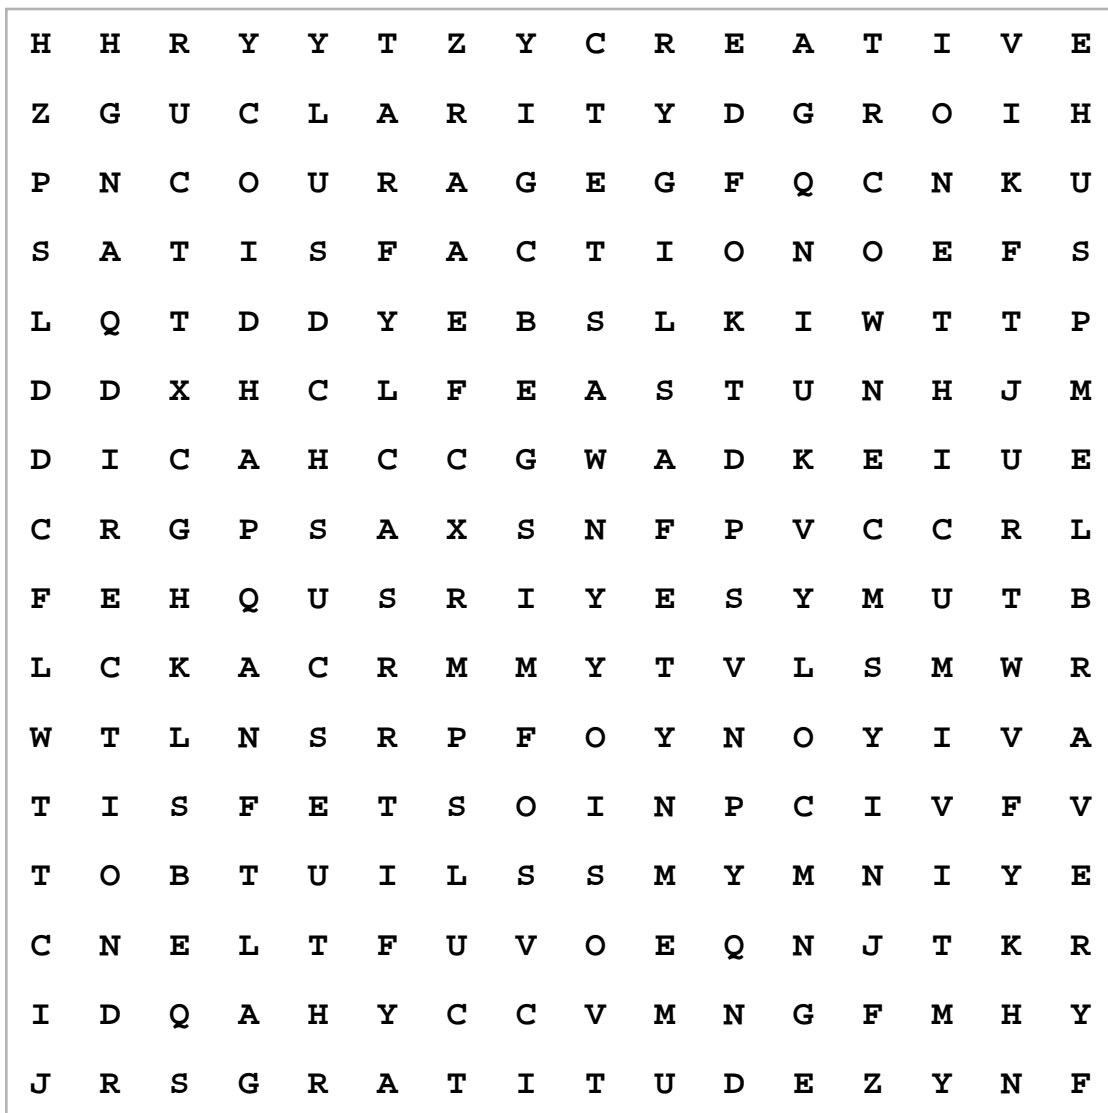 H H R Y Y T Z Y C R E A T I V E
Z G U C L A R I T Y D G R O I H
P N C O U R A G E G F Q C N K U
S A T I S F A C T I O N O E F S
L Q T D D Y E B S L K I W T T P
D D X H C L F E A S T U N H J M
D I C A H C C G W A D K E I U E
C R G P S A X S N F P V C C R L
F E H Q U S R I Y E S Y M U T B
L C K A C R M M Y T V L S M W R
W T L N S R P F O Y N O Y I V A
T I S F E T S O I N P C I V F V
T O B T U I L S S M Y M N I Y E
C N E L T F U V O E Q N J T K R
I D Q A H Y C C V M N G F M H Y
J R S G R A T I T U D E Z Y N F